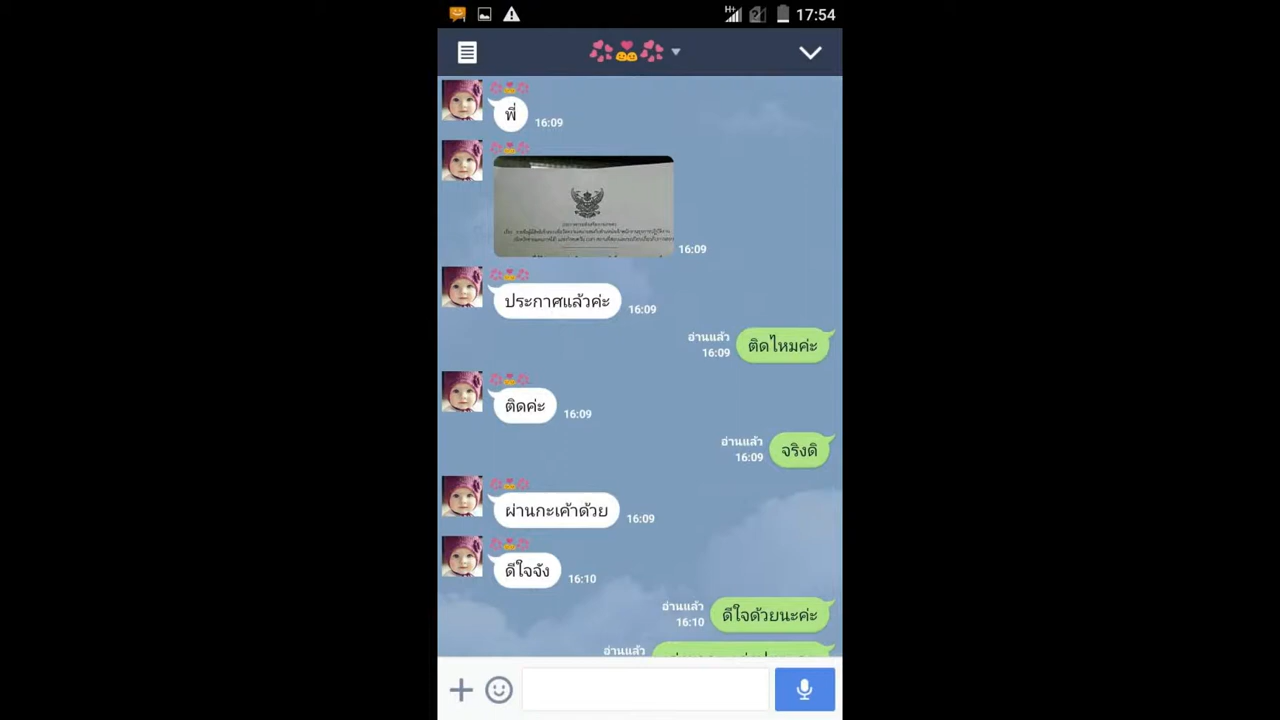 17:54
พี่
16:09
16:09
ประกาศแล้วค่ะ
16:09
อ่านแล้ว
16:09
ติดไหมค่ะ
ติดค่ะ
16:09
อ่านแล้ว
16:09
จริงดิ
ผ่านกะเค้าด้วย
16:09
ดีใจจัง
16:10
อ่านแล้ว
16:10
ดีใจด้วยนะค่ะ
อ่านแล้ว